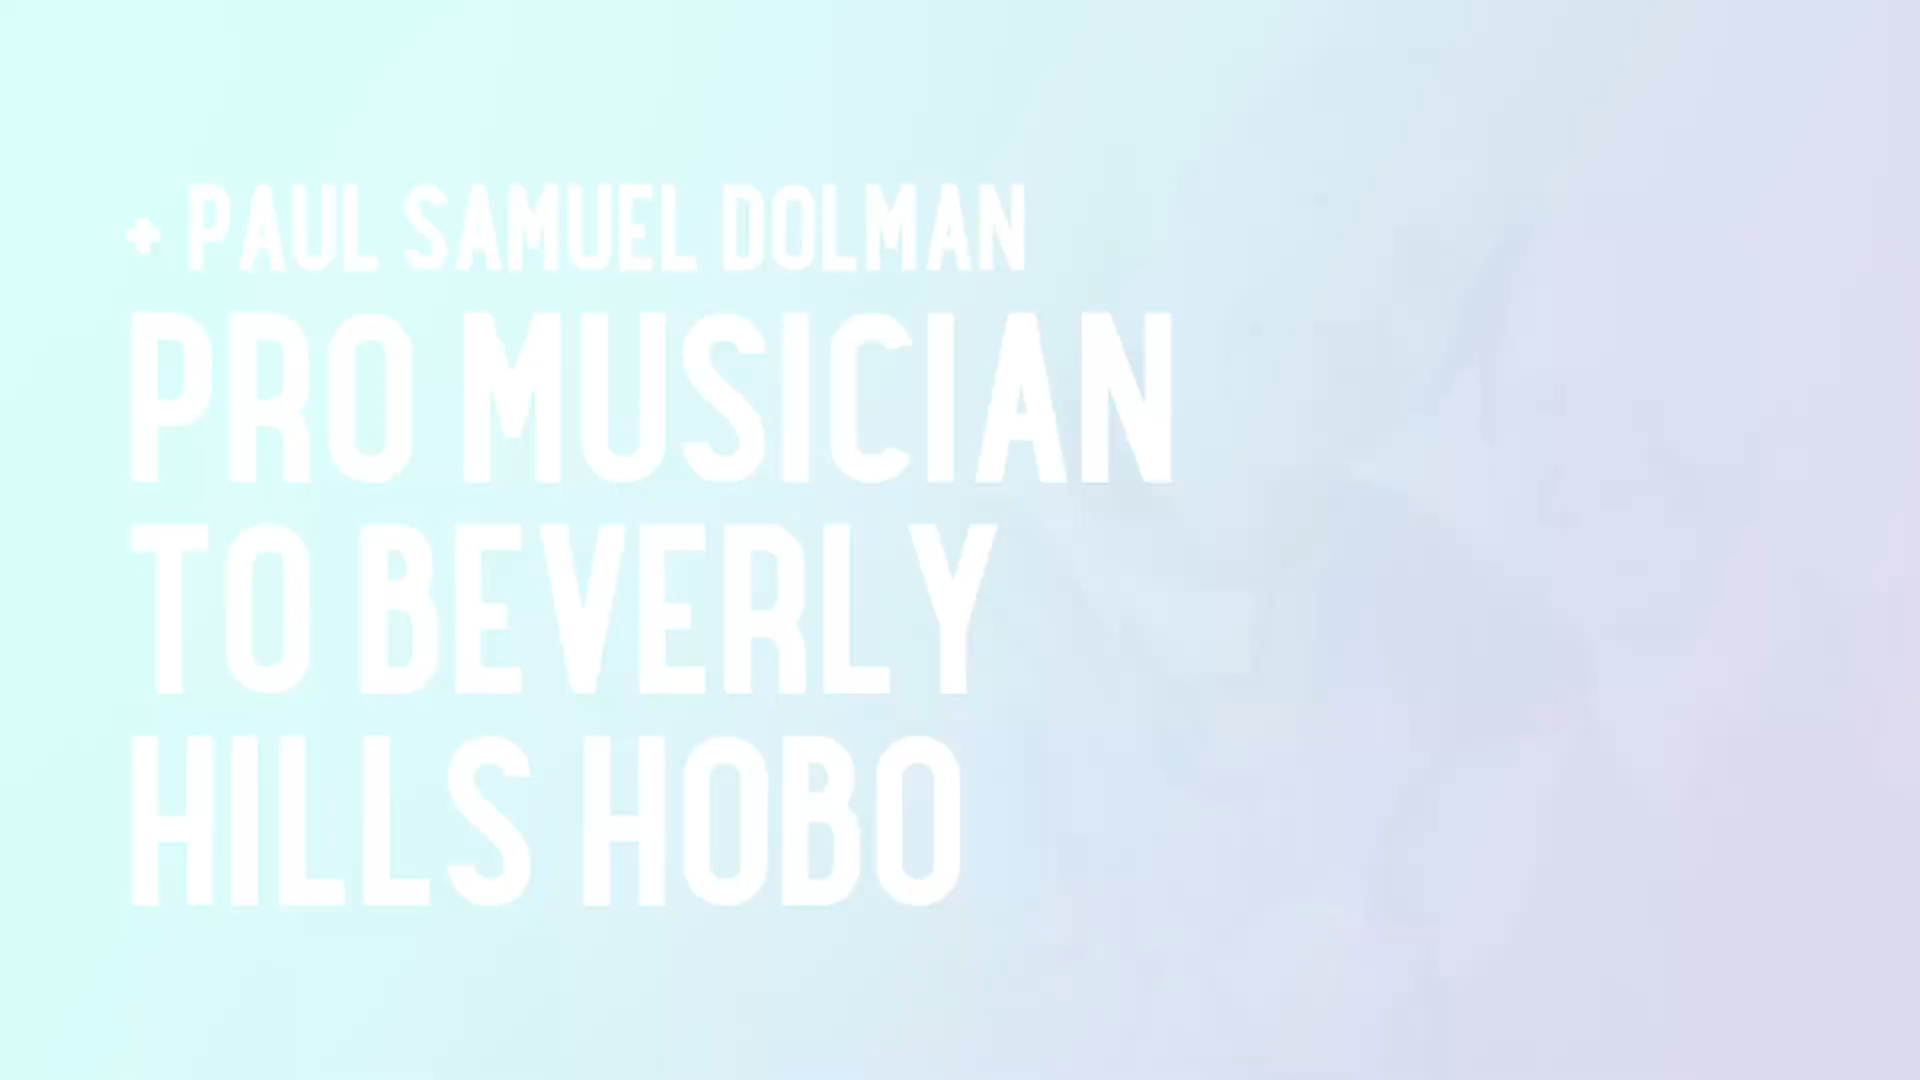 + PAUL SAMUEL DOLMAN
PRO MUSICIAN
TO BEVERLY
HILLS HOBO